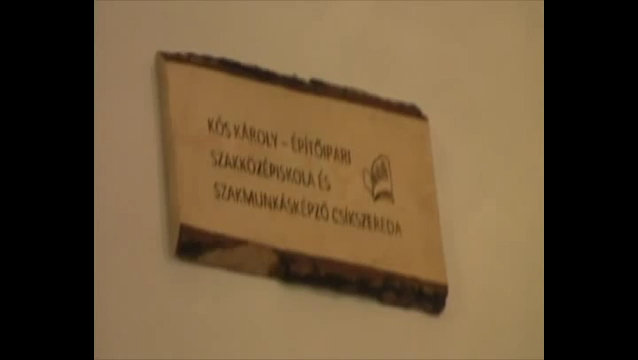 KÓS KÁROLY - ÉPÍTŐIPARI
SZAKKÖZÉPISKOLA ÉS
SZAKMUNKÁSKÉPZŐ CSÍKSZEREDA